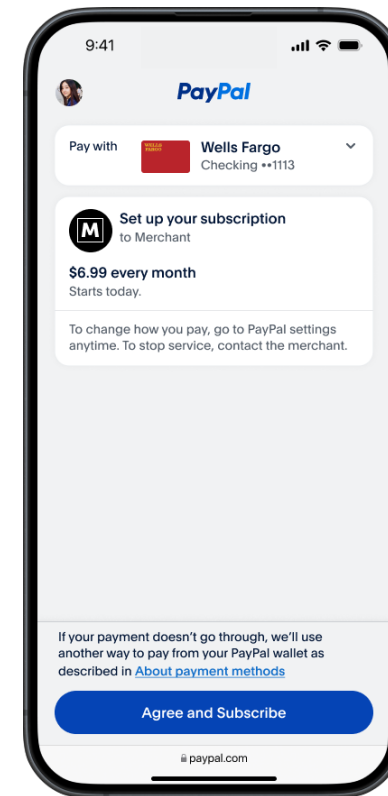 9:41
PayPal
Pay with
WELLS
FARGO
Wells Fargo
Checking ••1113
M
Set up your subscription
to Merchant
$6.99 every month
Starts today.
To change how you pay, go to PayPal settings
anytime. To stop service, contact the merchant.
If your payment doesn’t go through, we’ll use
another way to pay from your PayPal wallet as
described in About payment methods
Agree and Subscribe
paypal.com